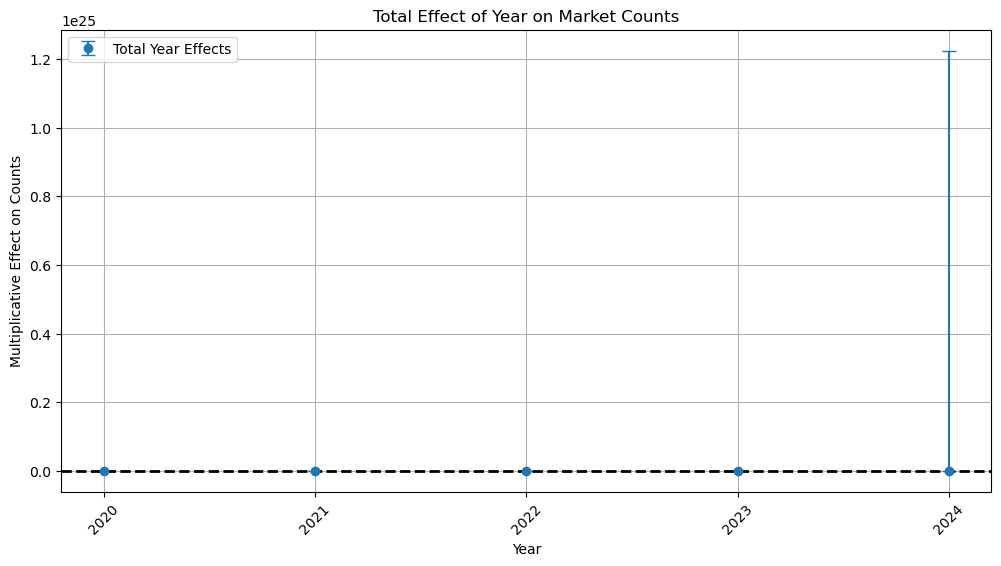 Total Effect of Year on Market Counts
1e25
Total Year Effects
1.2
1.0
0.8
0.6
0.4
0.2
0.0
Multiplicative Effect on Counts
2020
2021
2022
2023
2024
Year